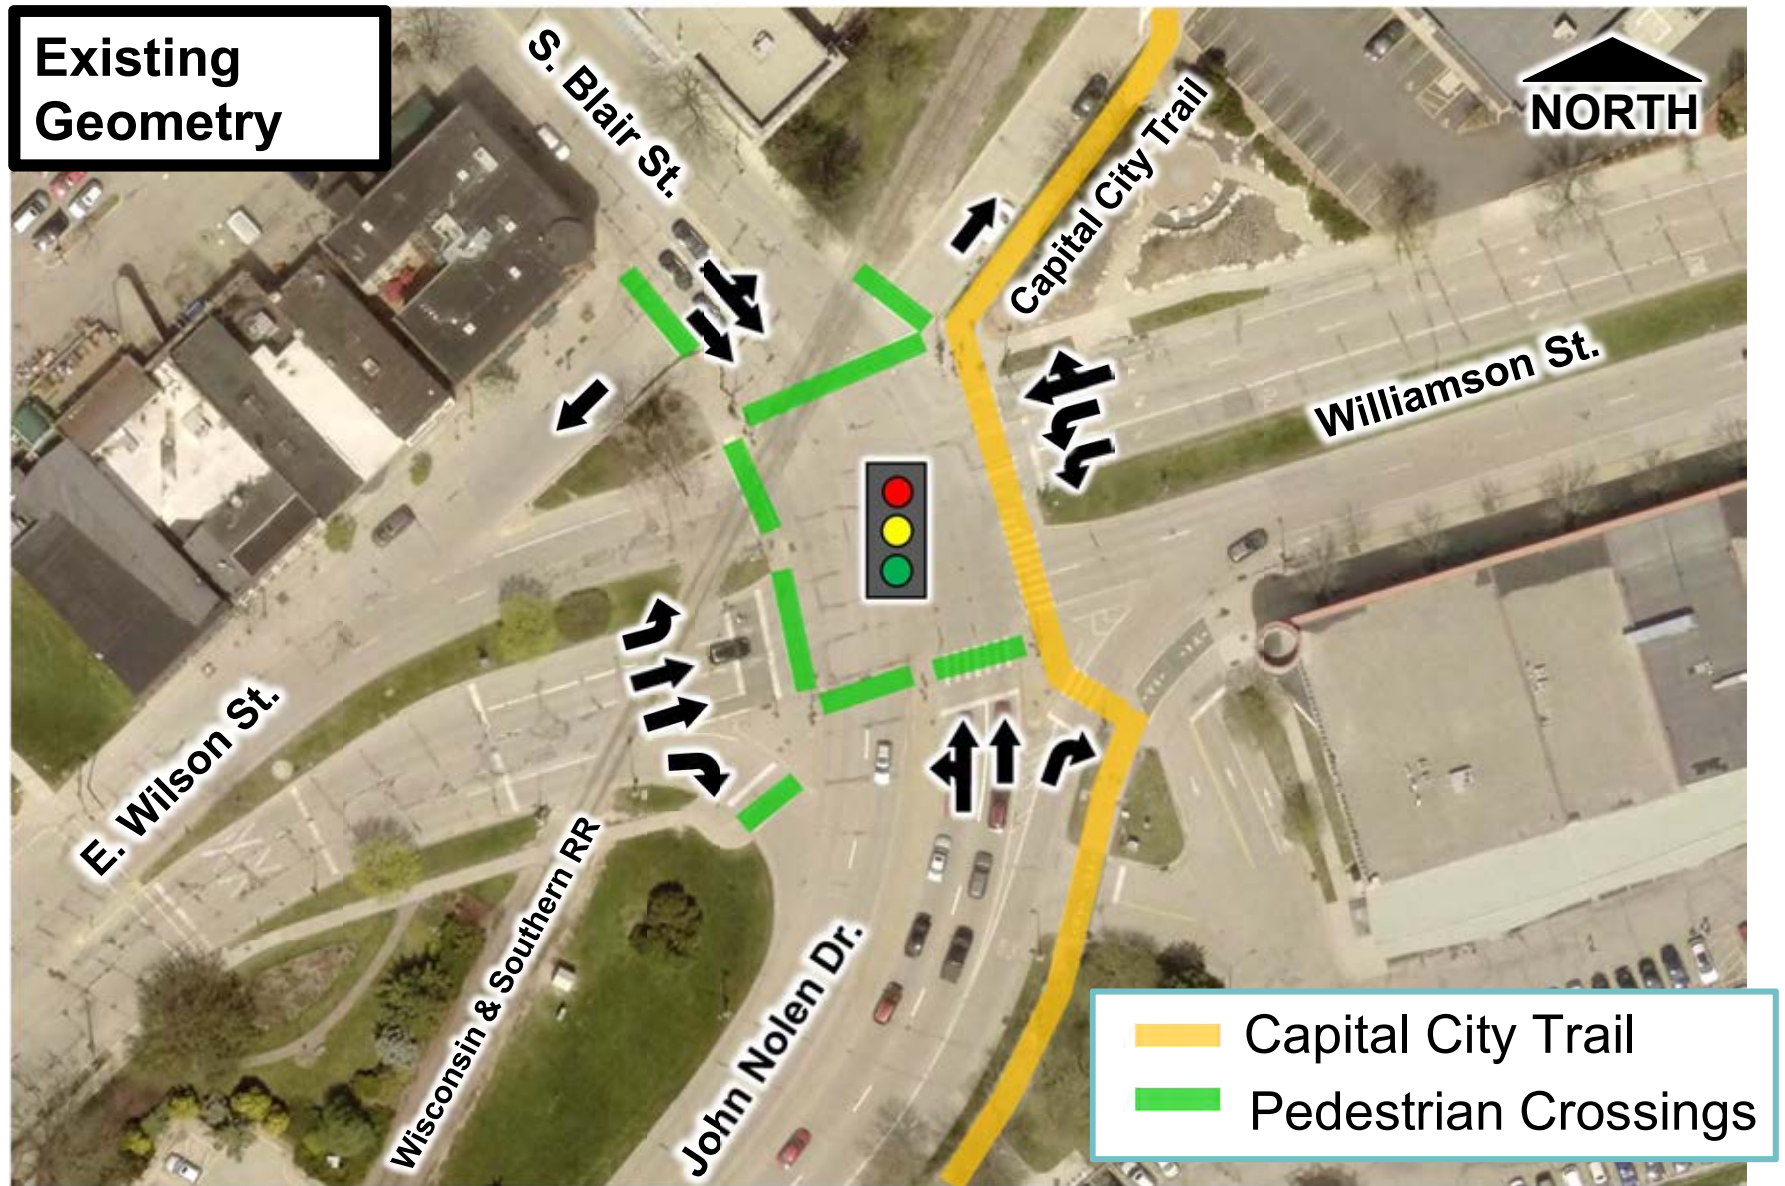 Existing
Geometry
S. Blair St.
Capital City Trail
NORTH
Williamson St.
E. Wilson St.
Wisconsin & Southern RR
John Nolen Dr.
Capital City Trail
Pedestrian Crossings